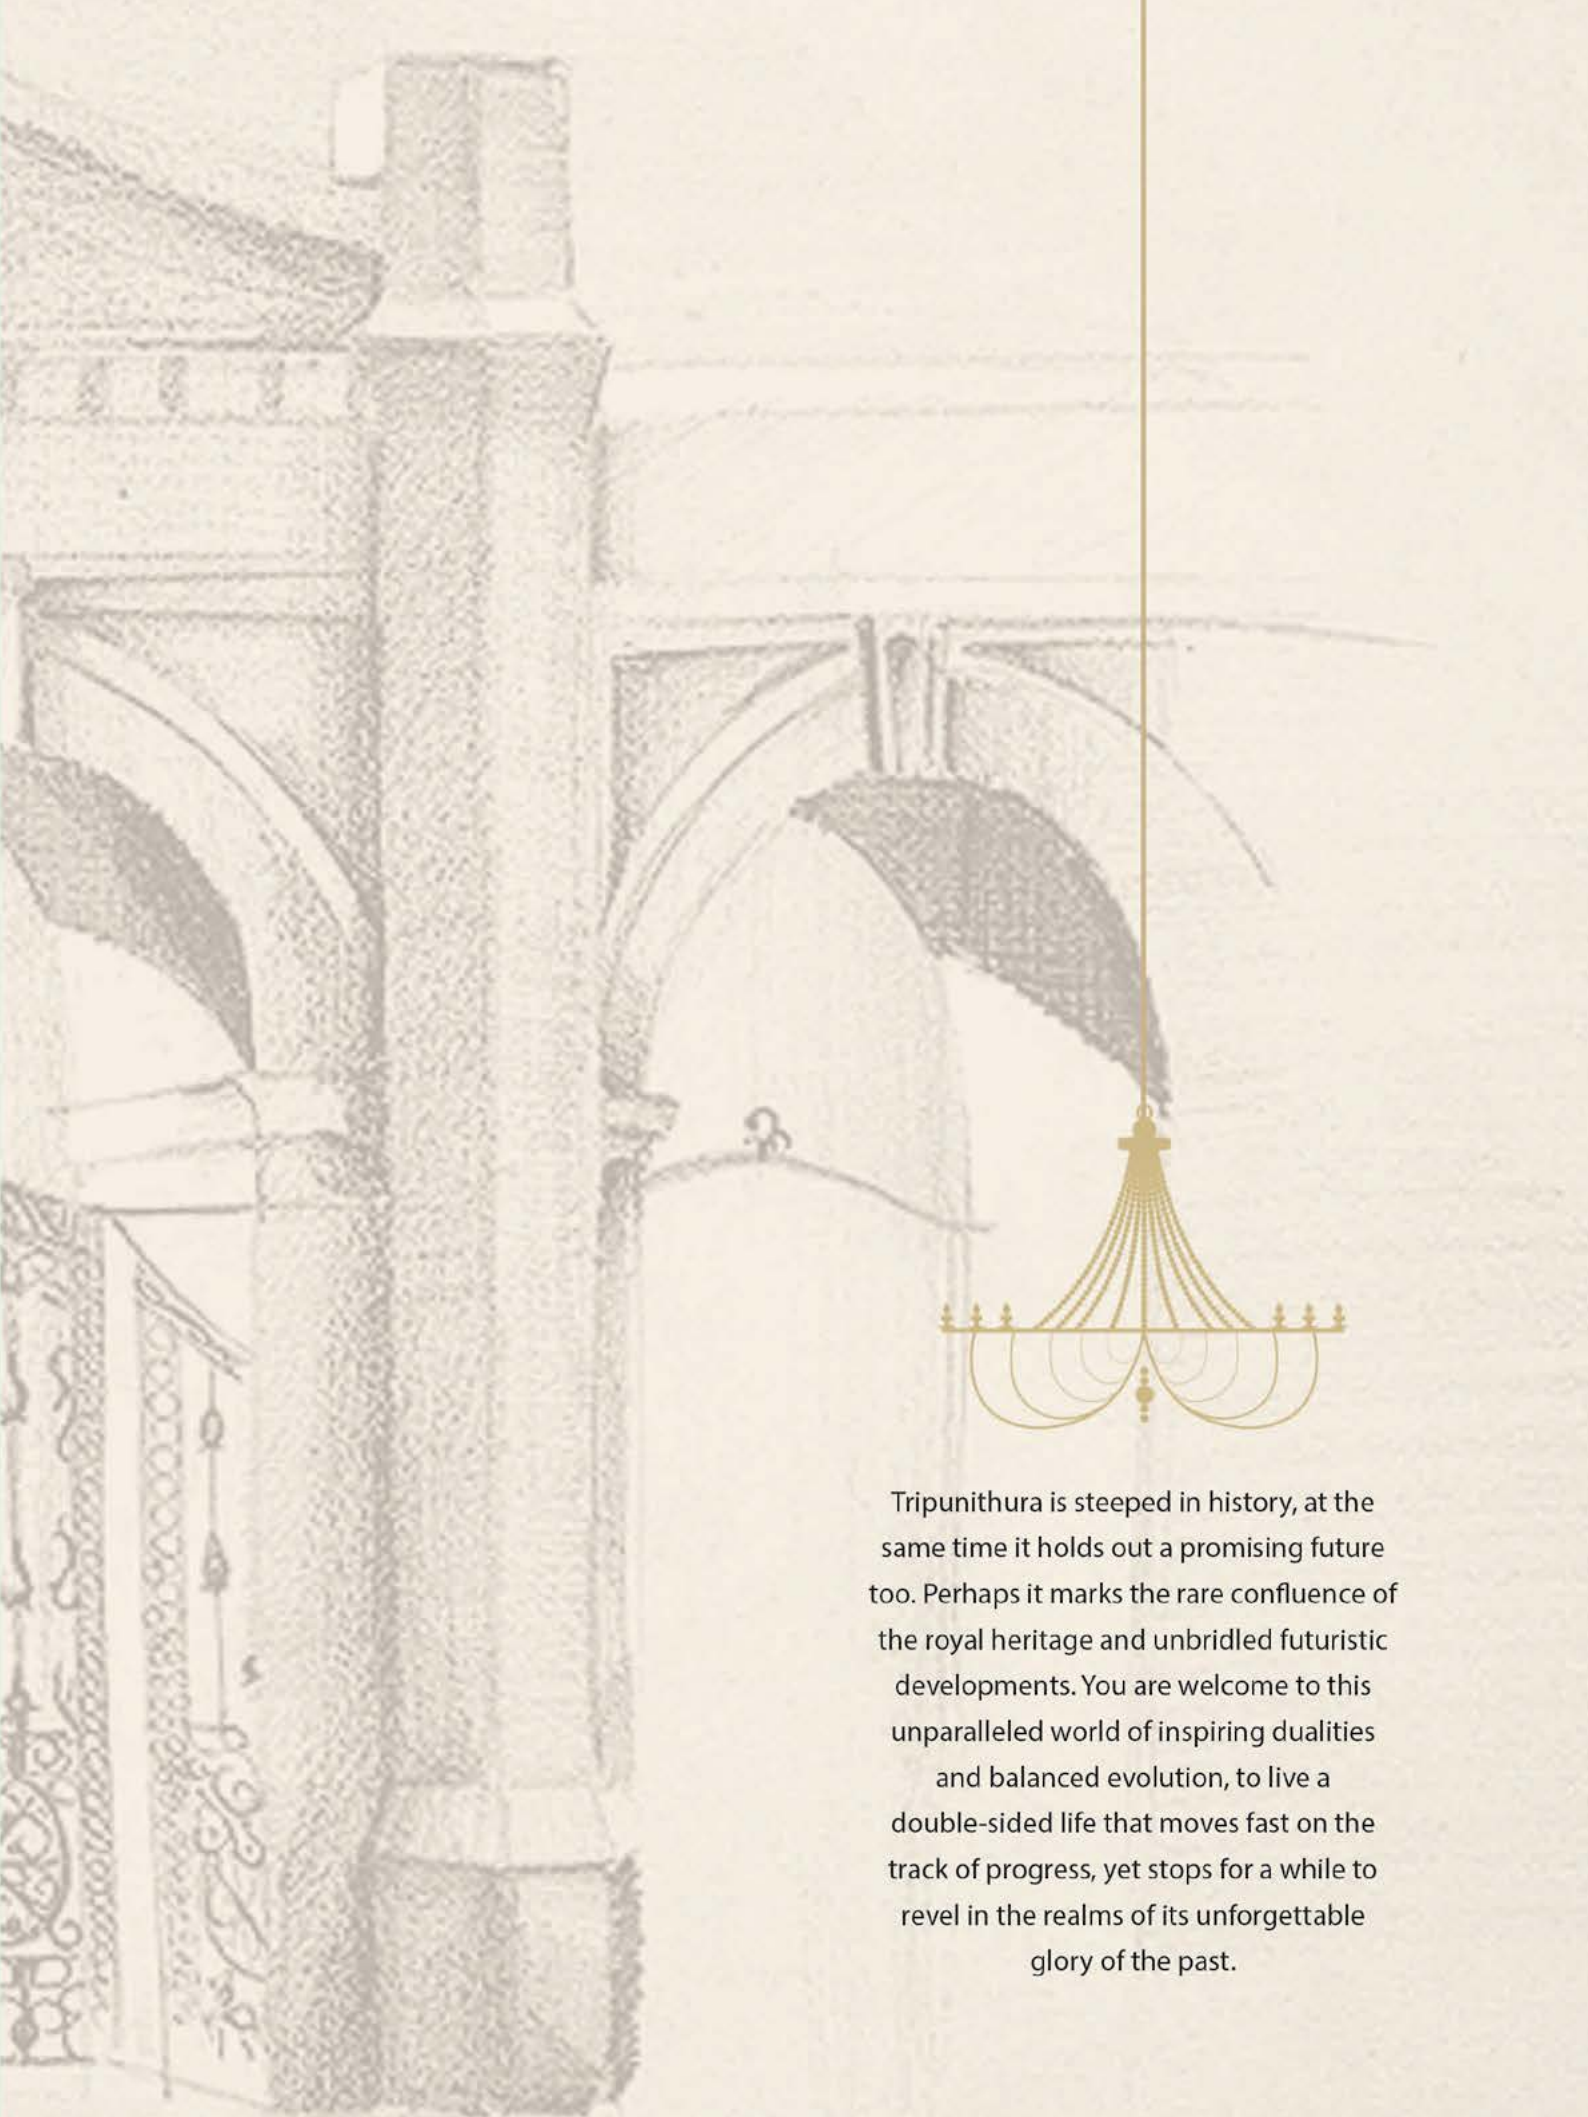 Tripunithura is steeped in history, at the
same time it holds out a promising future
too. Perhaps it marks the rare confluence of
the royal heritage and unbridled futuristic
developments. You are welcome to this
unparalleled world of inspiring dualities
and balanced evolution, to live a
double-sided life that moves fast on the
track of progress, yet stops for a while to
revel in the realms of its unforgettable
glory of the past.